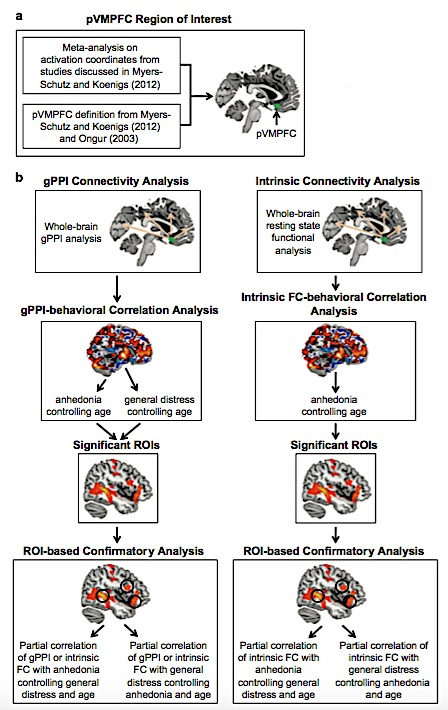 a
pVMPFC Region of Interest
Meta-analysis on
activation coordinates from
studies discussed in Myers-
Schutz and Koenigs (2012)
pVMPFC definition from Myers-
Schutz and Koenigs (2012)
and Ongur (2003)
pVMPFC
b
gPPI Connectivity Analysis
Whole-brain
gPPI analysis
gPPI-behavioral Correlation Analysis
anhedonia
controlling age
general distress
controlling age
Significant ROIs
ROI-based Confirmatory Analysis
Partial correlation
of gPPI or intrinsic
FC with anhedonia
controlling general
distress and age
Partial correlation
of gPPI or intrinsic
FC with general
distress controlling
anhedonia and age
Intrinsic Connectivity Analysis
Whole-brain
resting state
functional
analysis
Intrinsic FC-behavioral Correlation
Analysis
anhedonia
controlling age
Significant ROIs
ROI-based Confirmatory Analysis
Partial correlation
of intrinsic FC with
anhedonia
controlling general
distress and age
Partial correlation of
intrinsic FC with
general distress
controlling anhedonia
and age